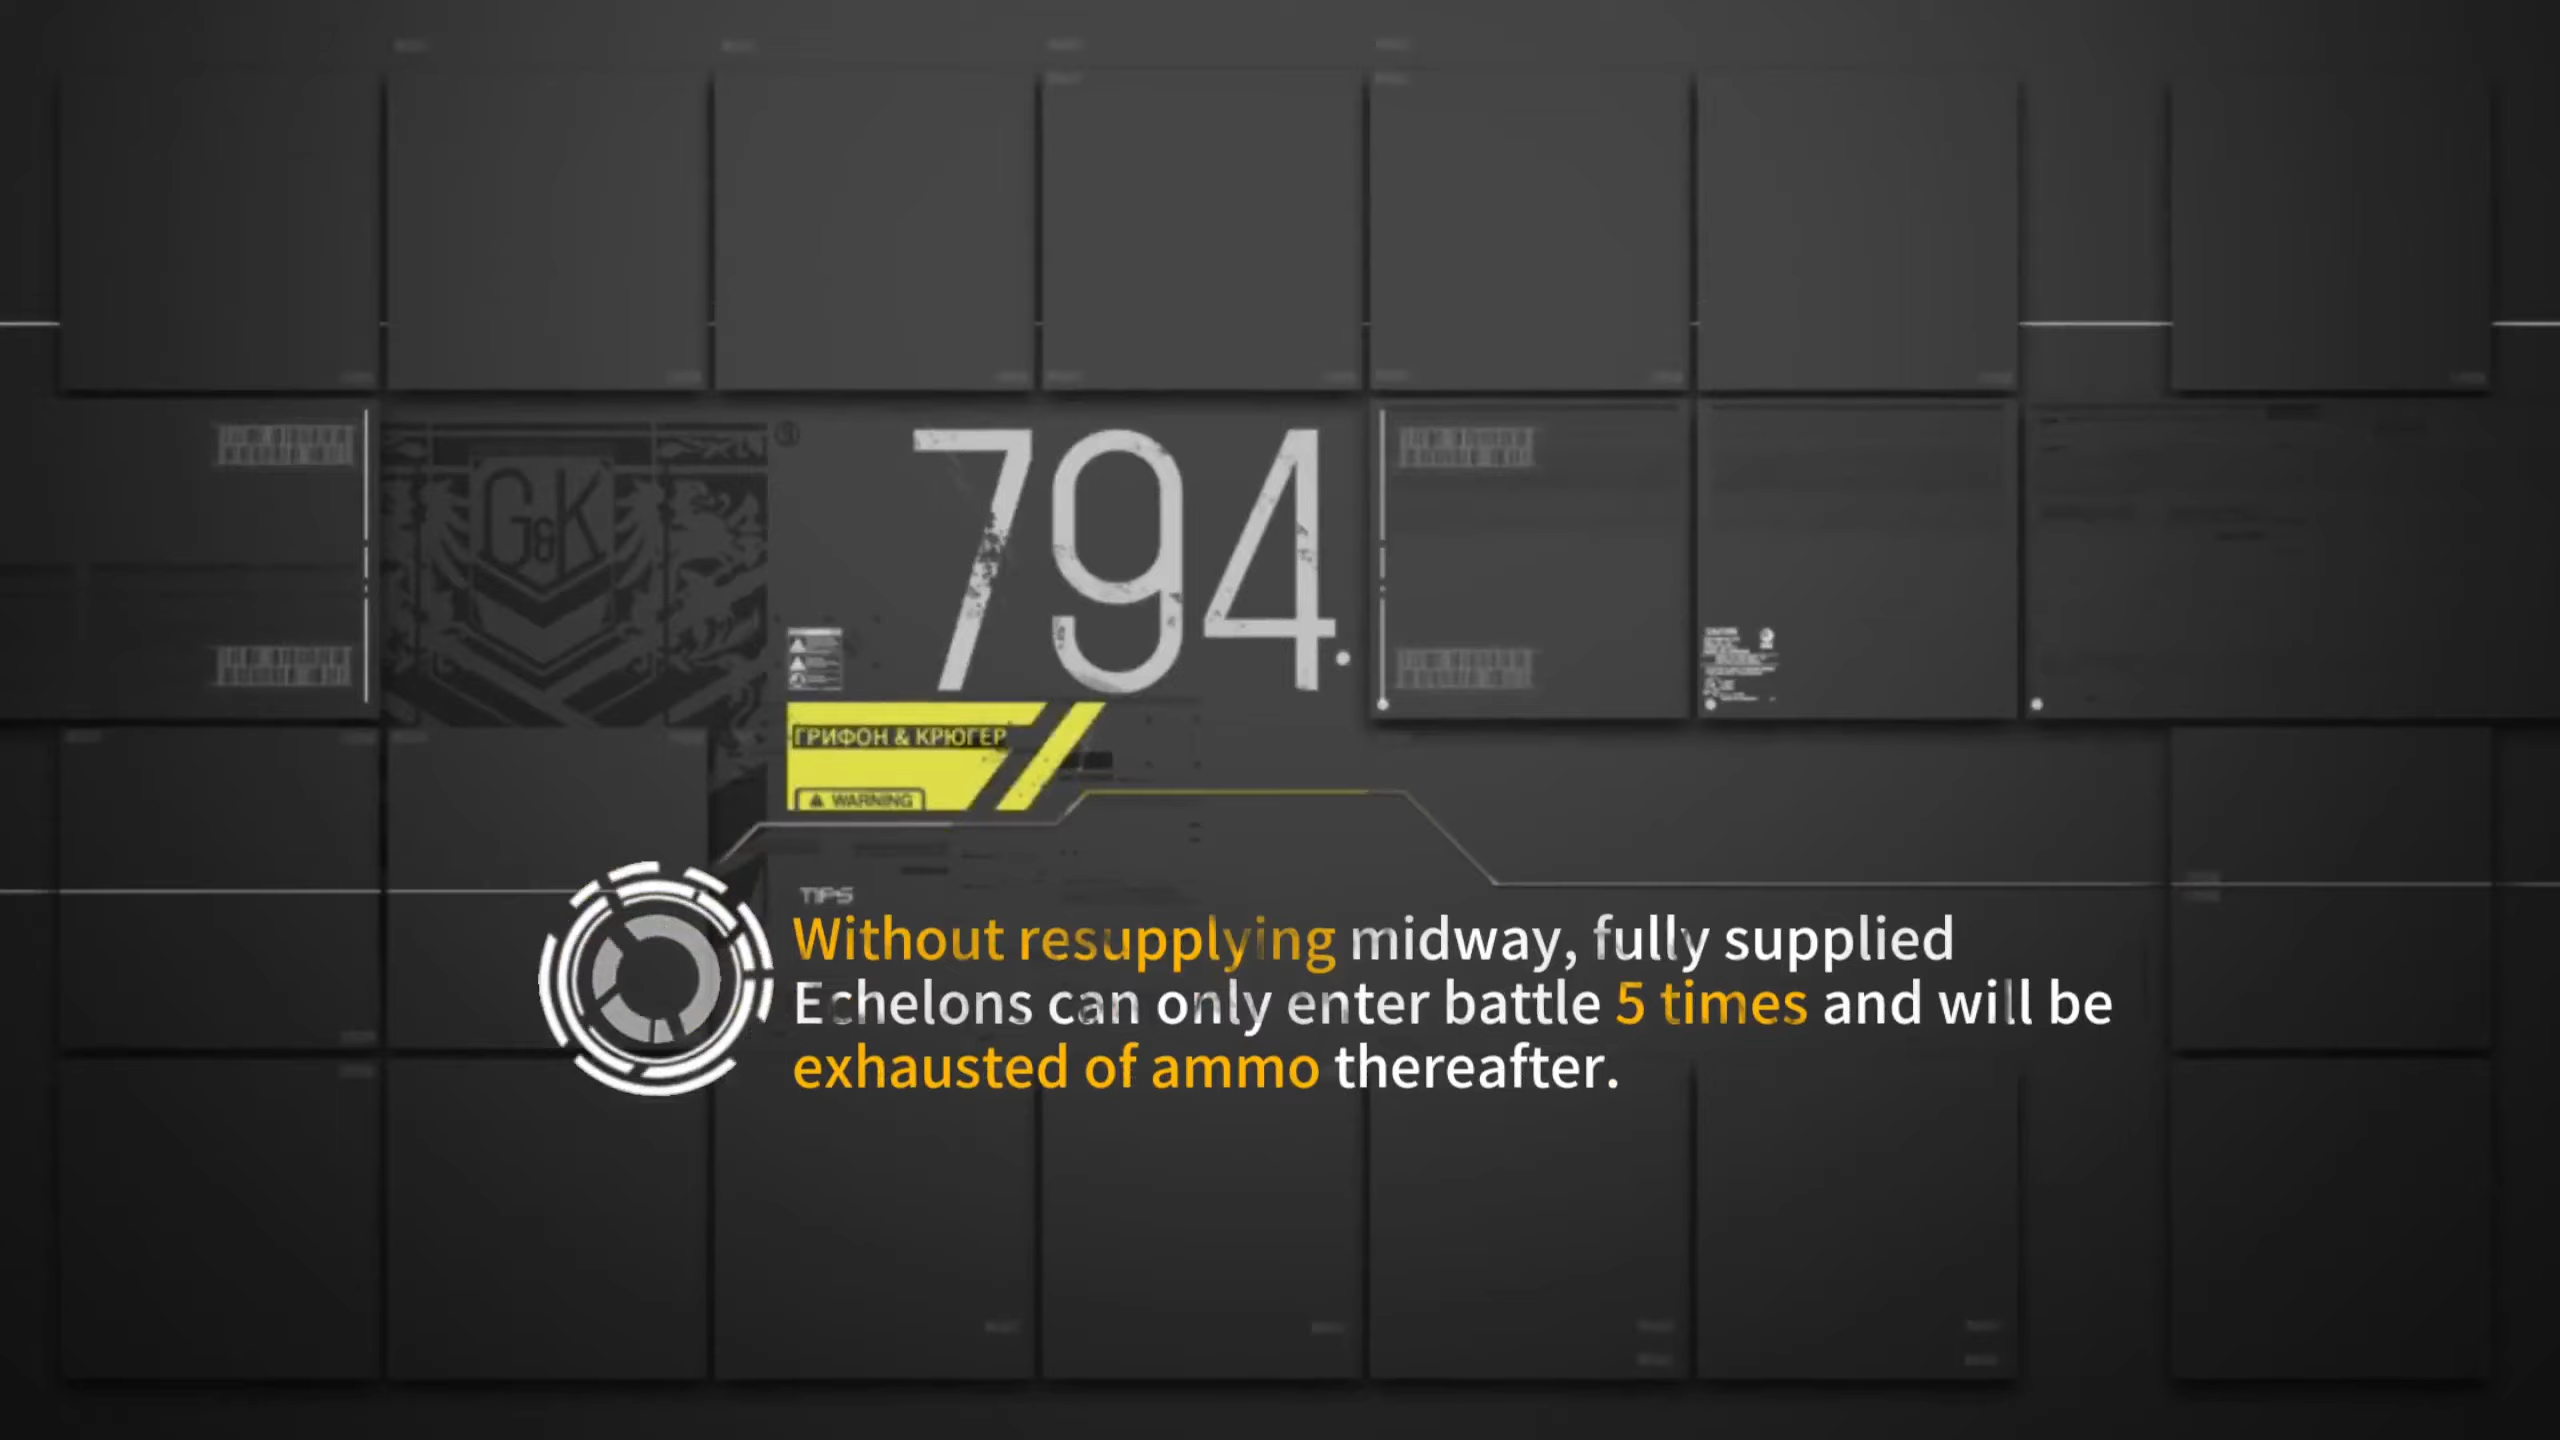 G&K
794.
ГРИФОН & КРЮГЕР
WARNING
TIPS
Without resupplying midway, fully supplied
Echelons can only enter battle 5 times and will be
exhausted of ammo thereafter.